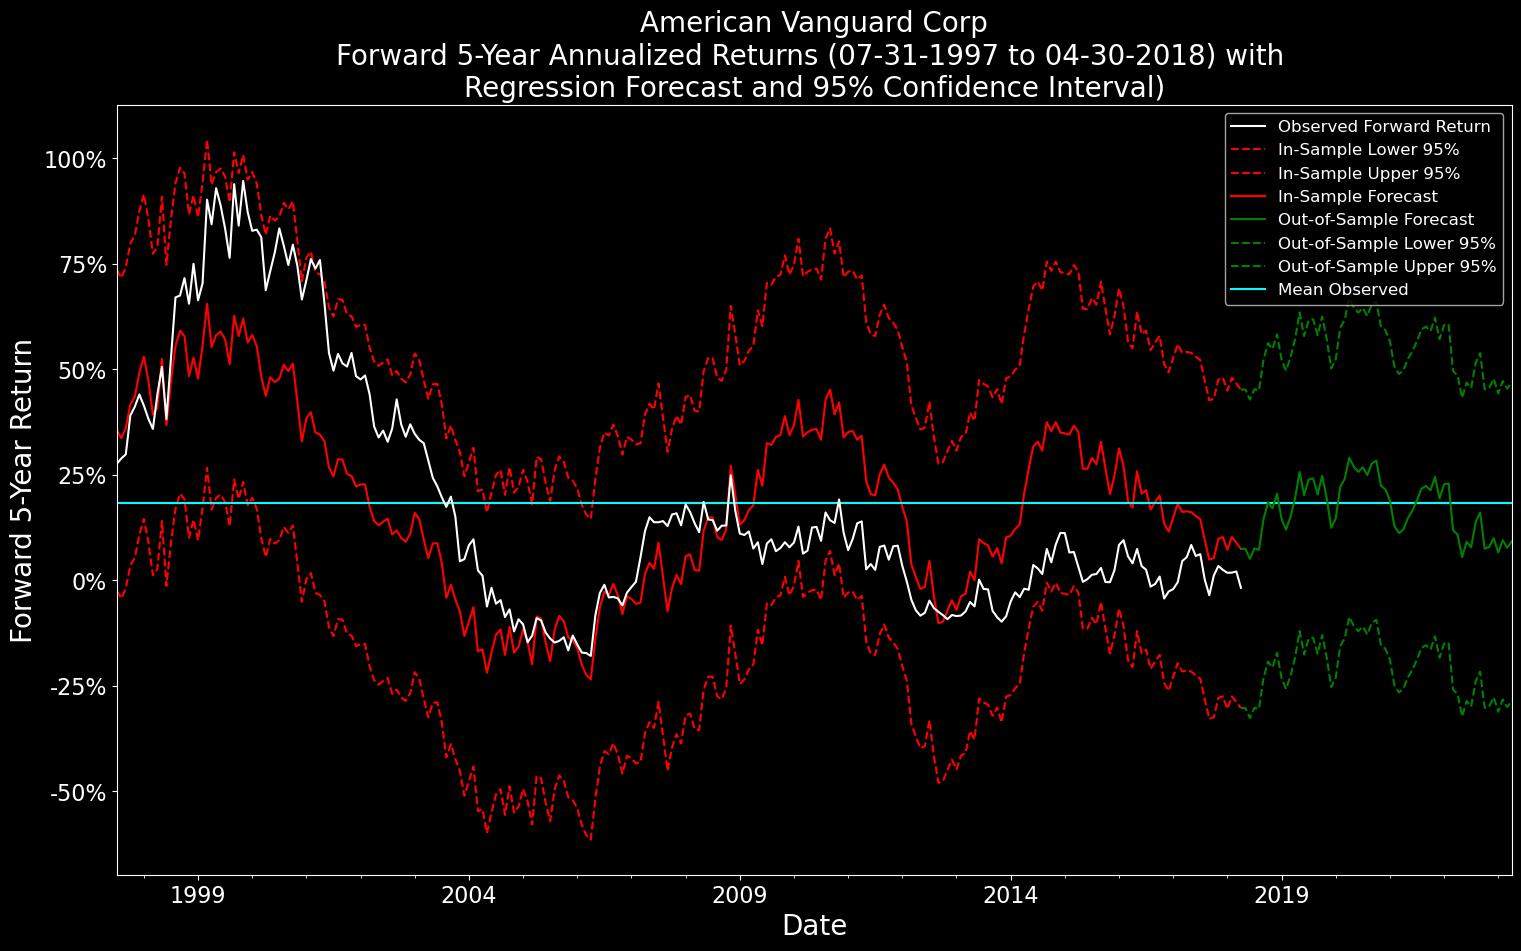 American Vanguard Corp
Forward 5-Year Annualized Returns (07-31-1997 to 04-30-2018) with
Regression Forecast and 95% Confidence Interval)
Observed Forward Return
In-Sample Lower 95%
In-Sample Upper 95%
In-Sample Forecast
Out-of-Sample Forecast
Out-of-Sample Lower 95%
Out-of-Sample Upper 95%
Mean Observed
Forward 5-Year Return
100%
75%
50%
25%
0%
-25%
-50%
1999
2004
2009
2014
2019
Date